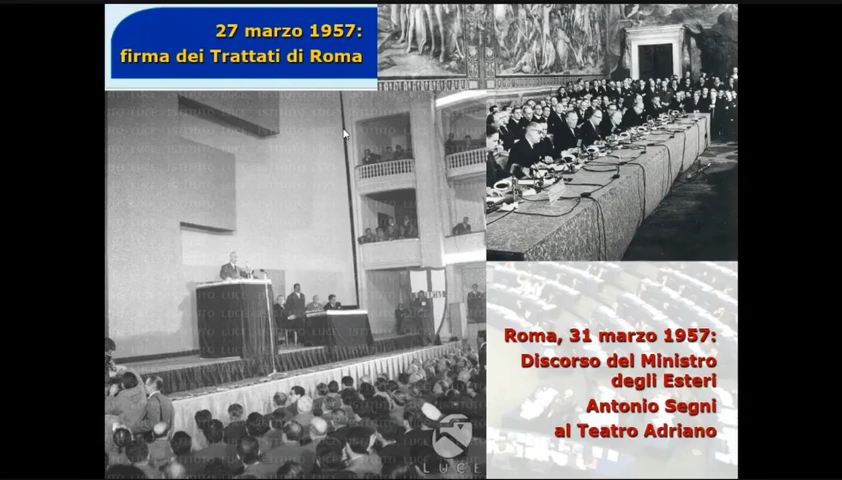 27 marzo 1957:
firma dei Trattati di Roma
Roma, 31 marzo 1957:
Discorso del Ministro
degli Esteri
Antonio Segni
al Teatro Adriano
LUCE